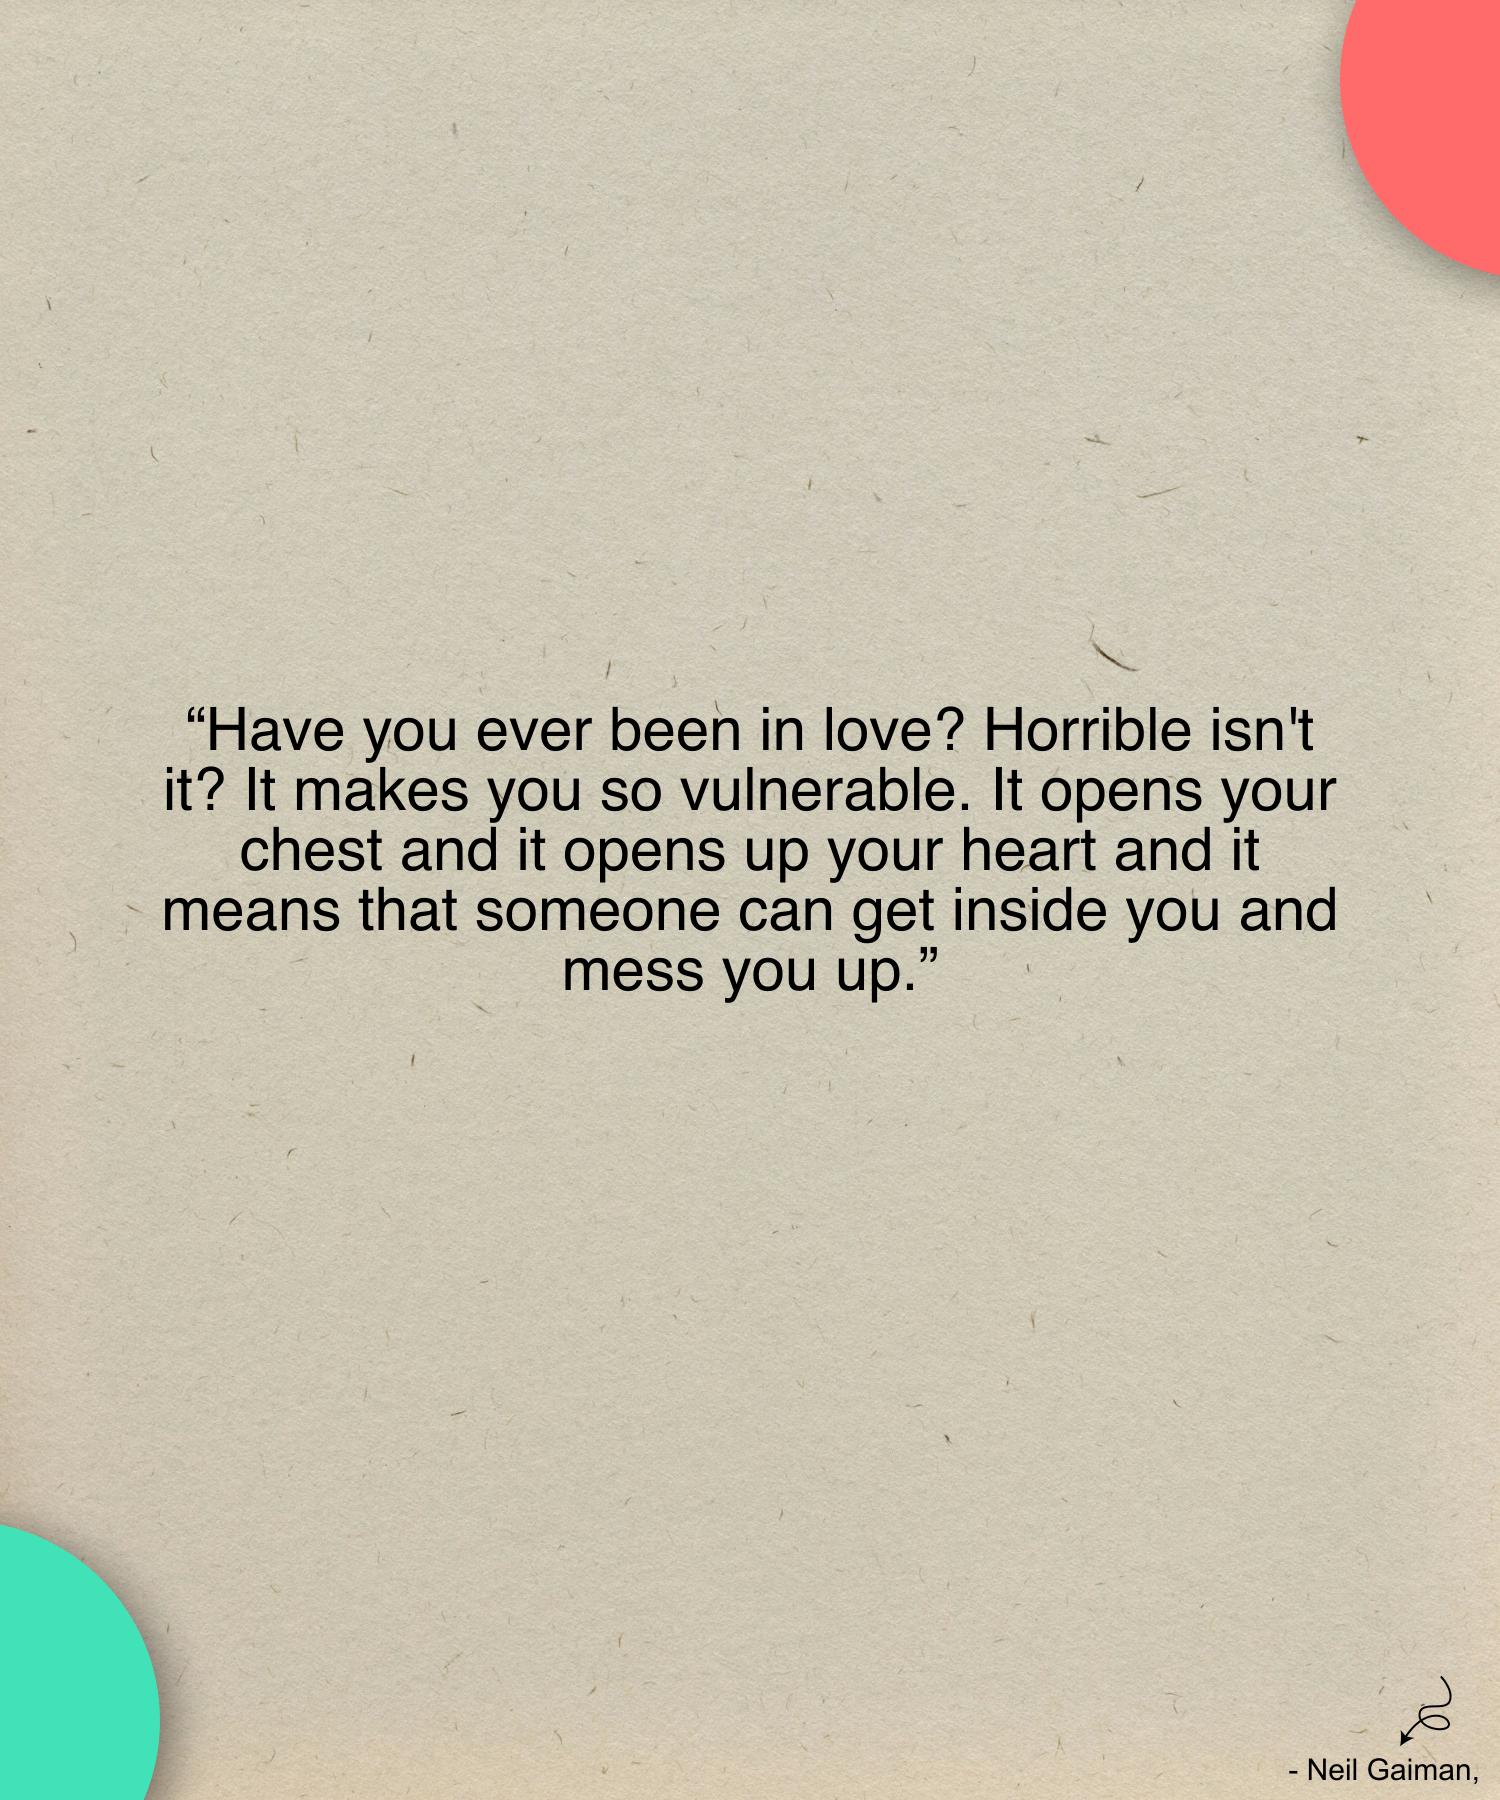 “Have you ever been in love? Horrible isn't
it? It makes you so vulnerable. It opens your
chest and it opens up your heart and it
means that someone can get inside you and
mess you up.”
- Neil Gaiman,